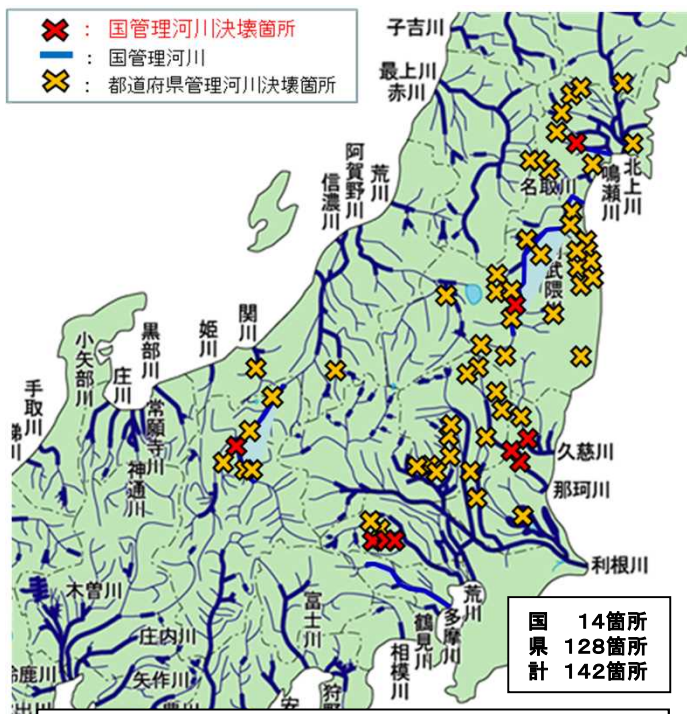 : 国管理河川決壊箇所
: 国管理河川
: 都道府県管理河川決壊箇所
子吉川
最上川
赤川
荒川
阿賀野川
信濃川
名取川
鳴瀬川
北上川
武隈
関川
姫川
黒部川
常願寺川
神通川
庄川
小矢部川
手取川
久慈川
那珂川
利根川
荒川
多摩川
鶴見川
相模川
富士川
狩野
安
木曽川
庄内川
矢作川
豊川
鈴鹿川
国 14箇所
県 128箇所
計 142箇所